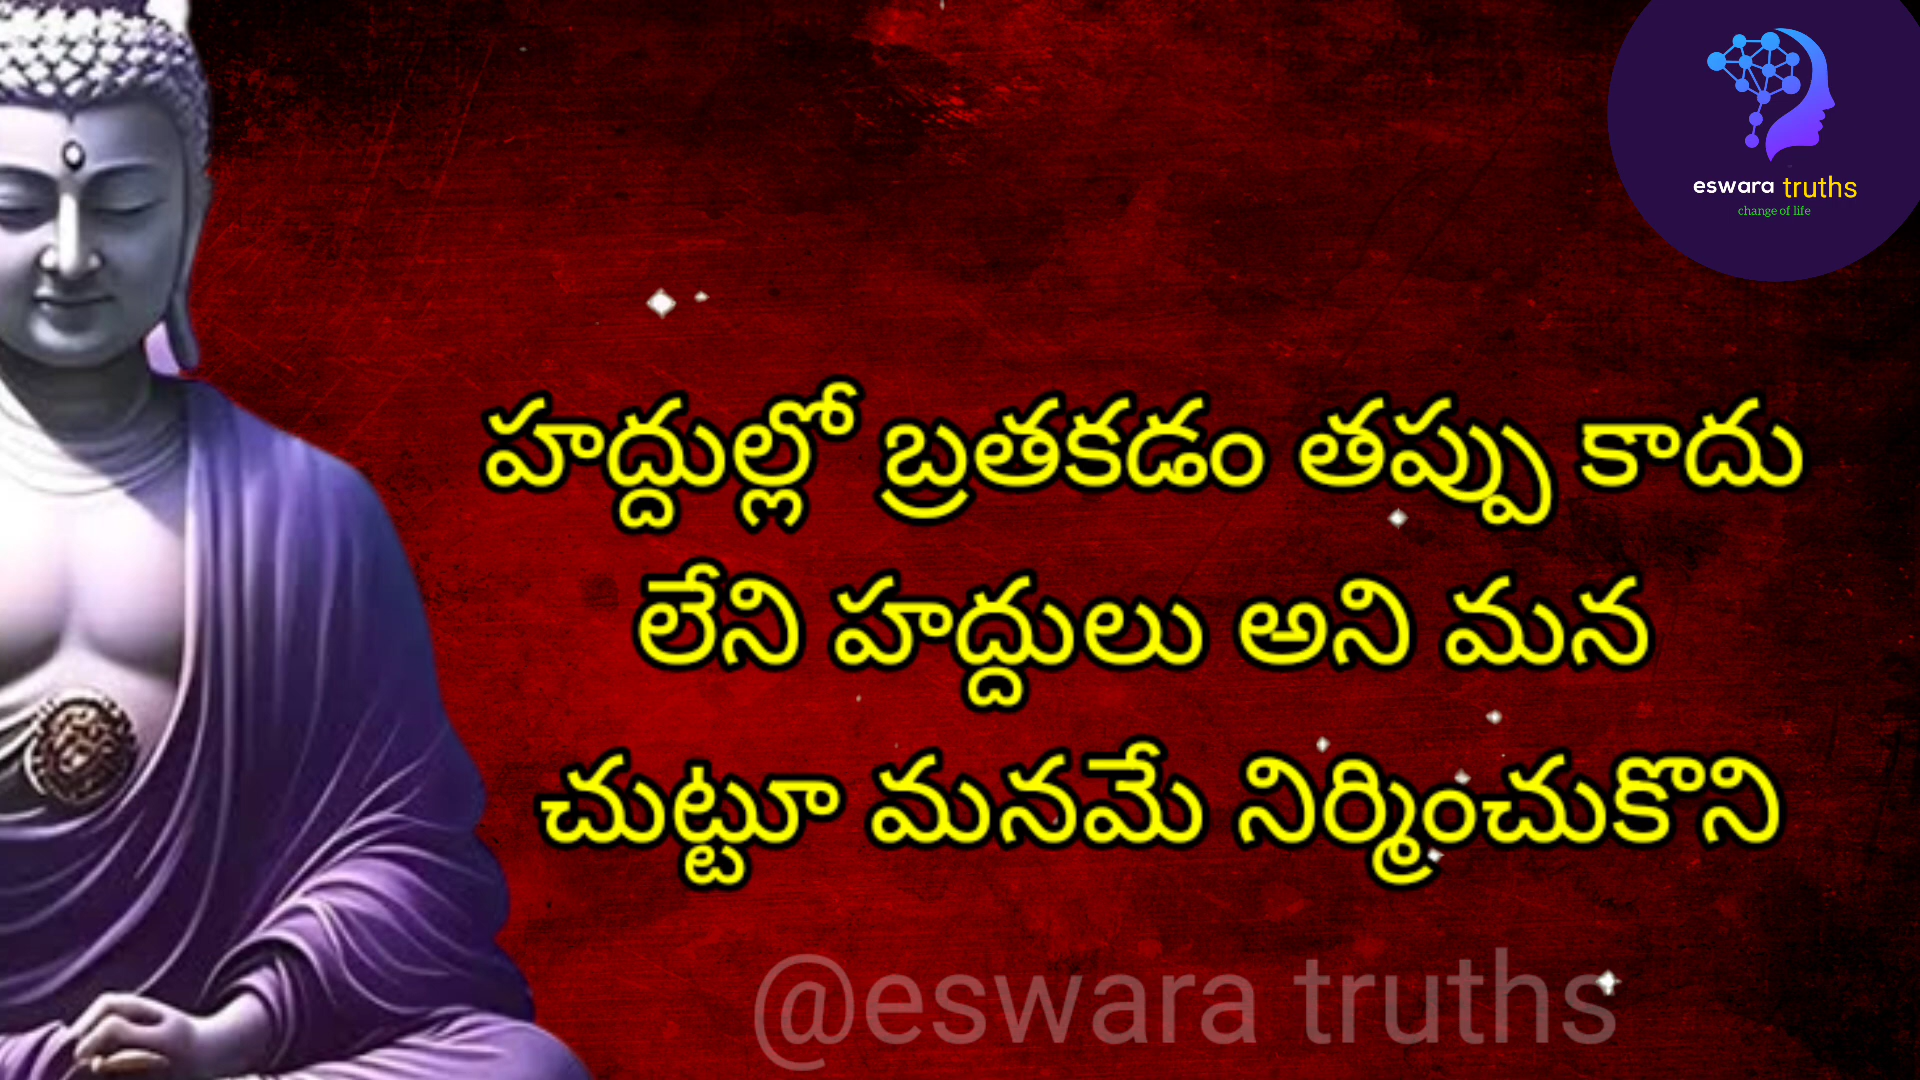 eswara truths
change of life
హద్దుల్లో బ్రతకడం తప్పు కాదు
లేని హద్దులు అని మన
చుట్టూ మనమే నిర్మించుకొని
@eswara truths